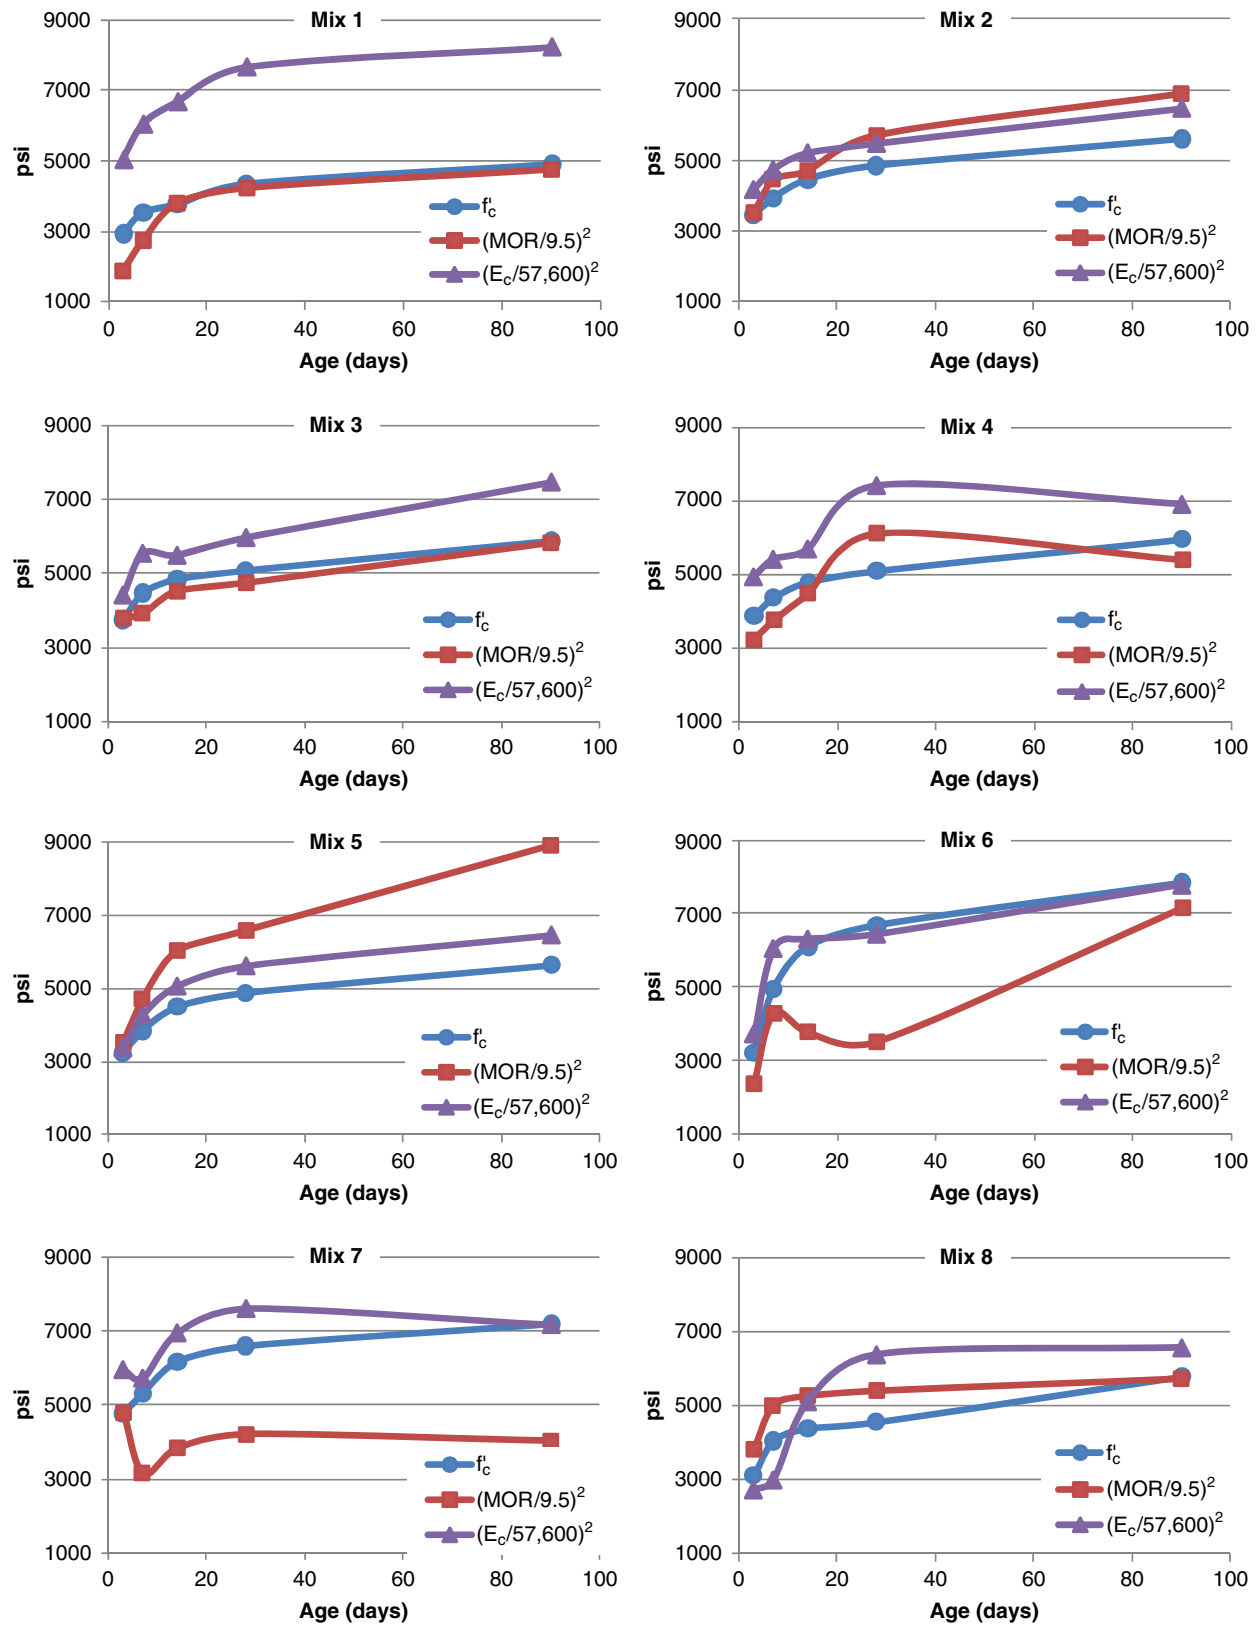 Mix 1
9000
7000
5000
3000
1000
psi
0 20 40 60 80 100
Age (days)
f'c
(MOR/9.5)²
(Ec/57,600)²
Mix 2
9000
7000
5000
3000
1000
psi
0 20 40 60 80 100
Age (days)
f'c
(MOR/9.5)²
(Ec/57,600)²
Mix 3
9000
7000
5000
3000
1000
psi
0 20 40 60 80 100
Age (days)
f'c
(MOR/9.5)²
(Ec/57,600)²
Mix 4
9000
7000
5000
3000
1000
psi
0 20 40 60 80 100
Age (days)
f'c
(MOR/9.5)²
(Ec/57,600)²
Mix 5
9000
7000
5000
3000
1000
psi
0 20 40 60 80 100
Age (days)
f'c
(MOR/9.5)²
(Ec/57,600)²
Mix 6
9000
7000
5000
3000
1000
psi
0 20 40 60 80 100
Age (days)
f'c
(MOR/9.5)²
(Ec/57,600)²
Mix 7
9000
7000
5000
3000
1000
psi
0 20 40 60 80 100
Age (days)
f'c
(MOR/9.5)²
(Ec/57,600)²
Mix 8
9000
7000
5000
3000
1000
psi
0 20 40 60 80 100
Age (days)
f'c
(MOR/9.5)²
(Ec/57,600)²